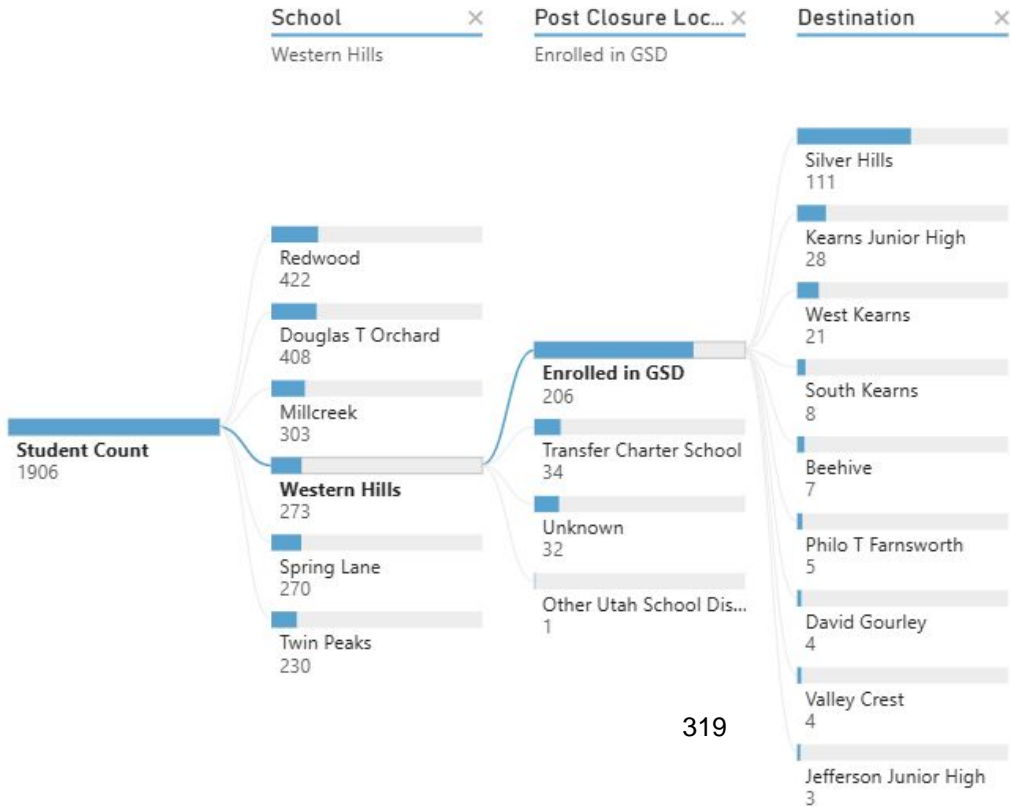 School ×
Western Hills
Post Closure Loc... ×
Enrolled in GSD
Destination ×
Student Count
1906
Redwood
422
Douglas T Orchard
408
Millcreek
303
Western Hills
273
Spring Lane
270
Twin Peaks
230
Enrolled in GSD
206
Transfer Charter School
34
Unknown
32
Other Utah School Dis...
1
Silver Hills
111
Kearns Junior High
28
West Kearns
21
South Kearns
8
Beehive
7
Philo T Farnsworth
5
David Gourley
4
Valley Crest
4
Jefferson Junior High
3
319